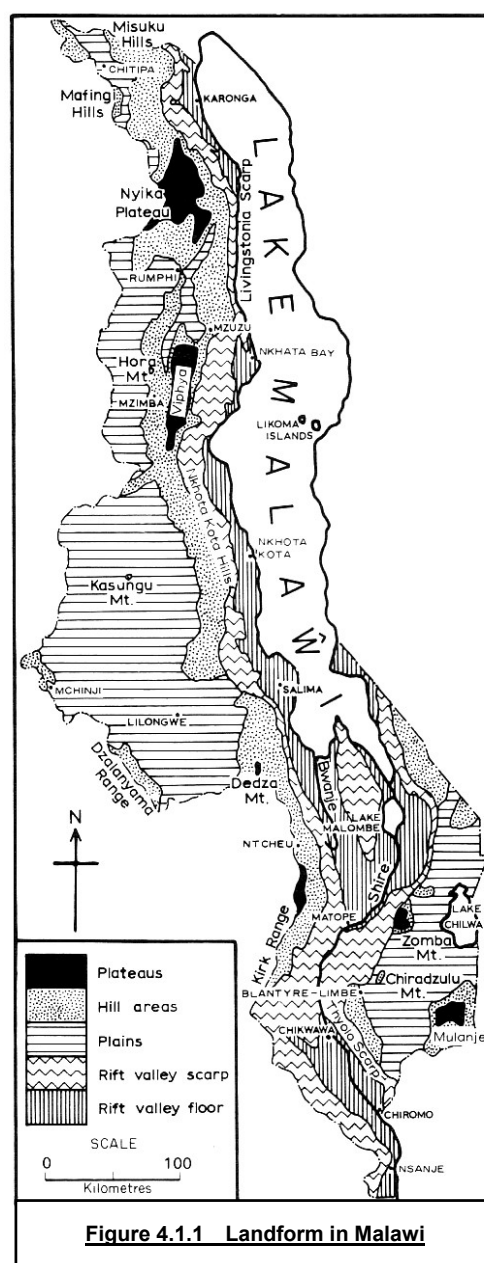 Misuku
Hills
CHITIPA
Mafingi
Hills
KARONGA
LAKE MALAŴI
Nyika
Plateau
Livingstonia Scarp
RUMPHI
MZUZU
NKHATA BAY
Hora
Mt.
Viphya
MZIMBA
LIKOMA
ISLANDS
Nkhota Kota Hills
NKHOTA
KOTA
Kasungu
Mt.
MCHINJI
SALIMA
LILONGWE
Dzalanyama
Range
Dedza
Mt.
Bwanje
LAKE
MALOMBE
N
NTCHEU
Shire
LAKE
CHILWA
MATOPE
Zomba
Mt.
Kirk Range
Chiradzulu
Mt.
BLANTYRE-LIMBE
CHIKWAWA
Thyolo Scarp
Mulanje
CHIROMO
NSANJE
Plateaus
Hill areas
Plains
Rift valley scarp
Rift valley floor
SCALE
0 100
Kilometres
Figure 4.1.1 Landform in Malawi